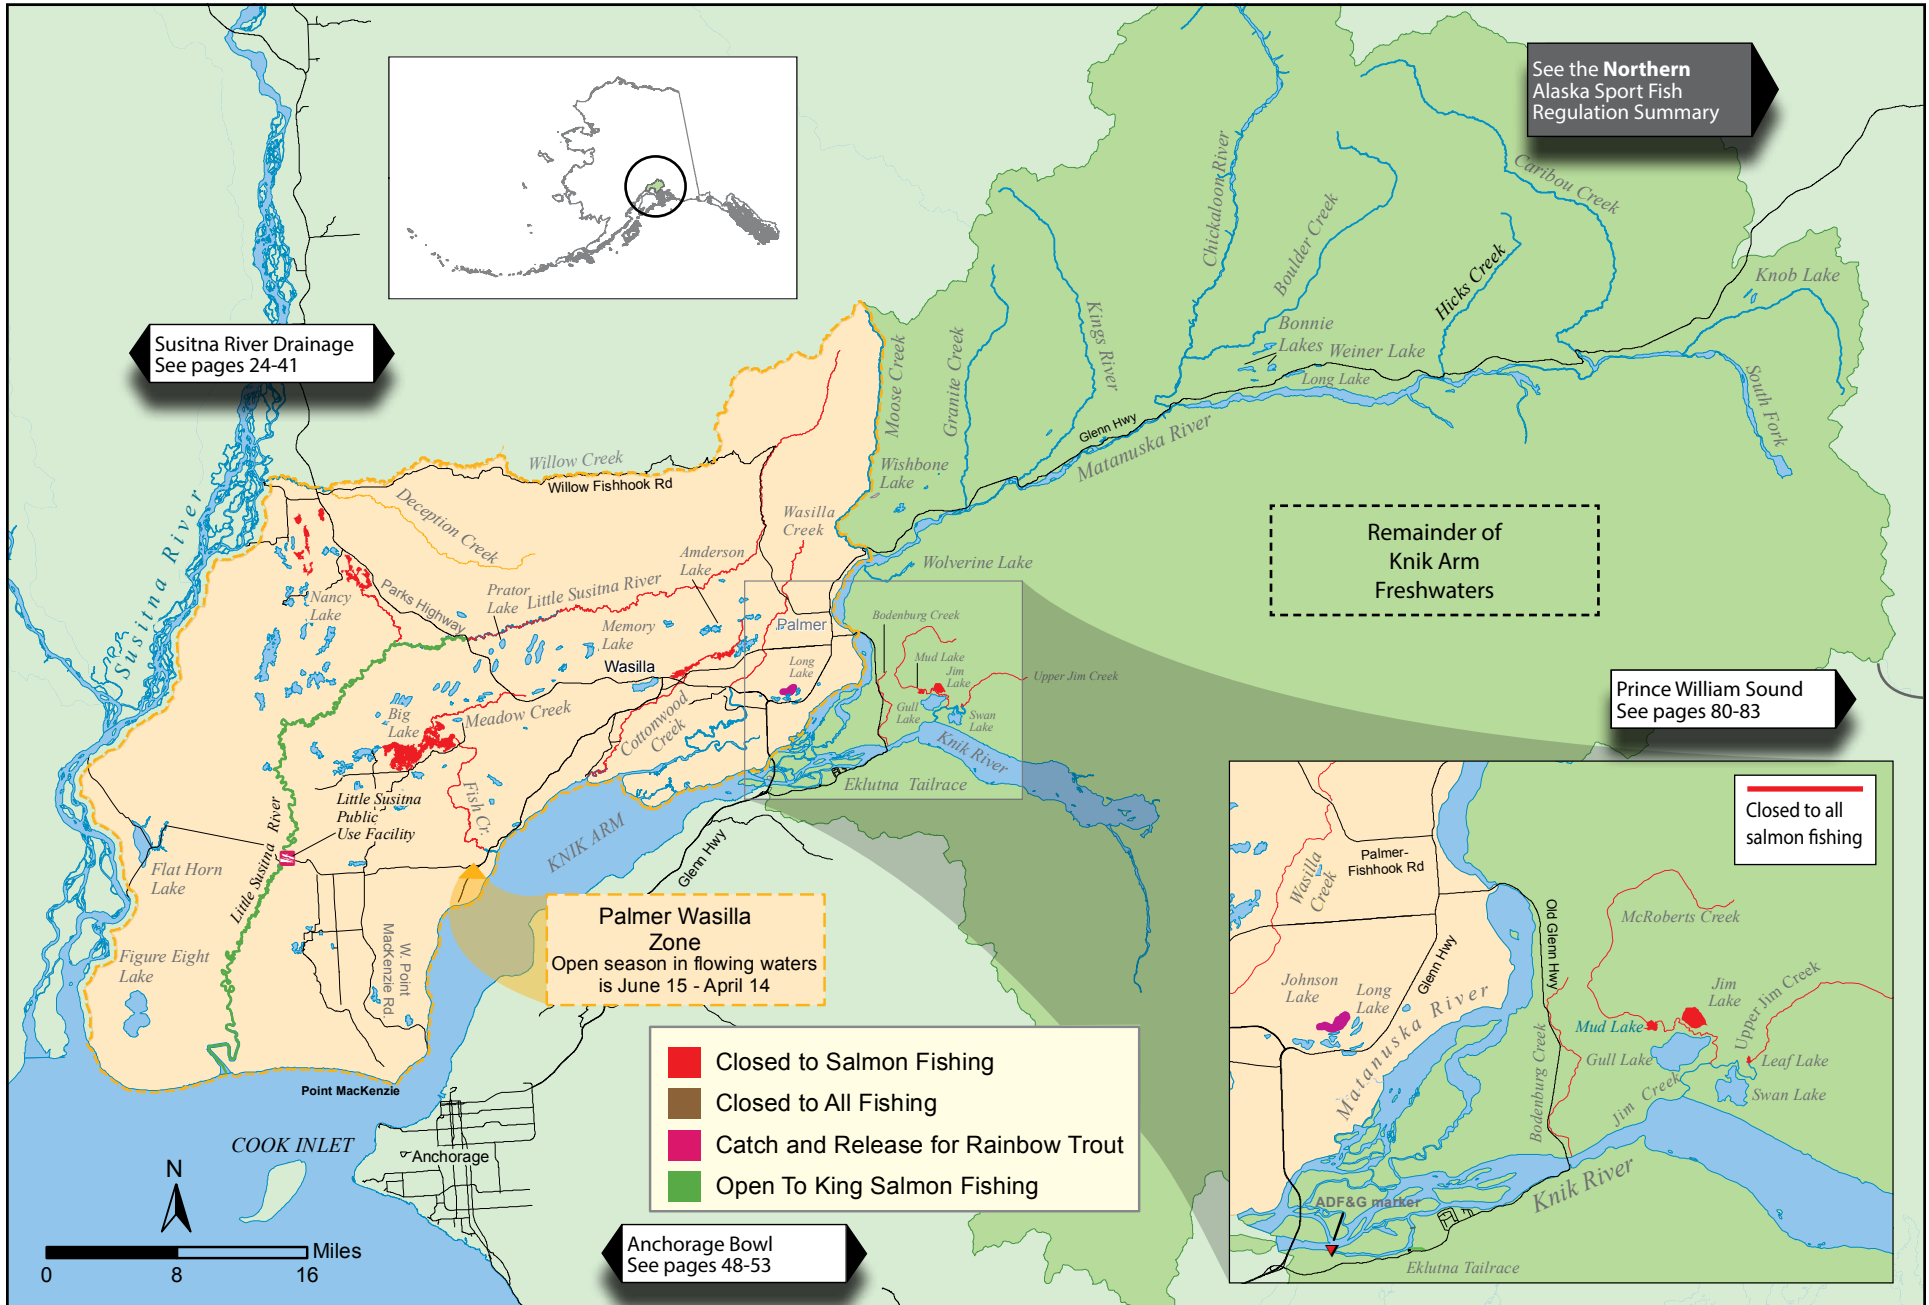 See the Northern
Alaska Sport Fish
Regulation Summary
Susitna River Drainage
See pages 24-41
Chickaloon River
Boulder Creek
Caribou Creek
Hicks Creek
Knob Lake
Kings River
Bonnie
Lakes
Weiner Lake
Long Lake
South Fork
Moose Creek
Granite Creek
Glenn Hwy
Matanuska River
Willow Creek
Willow Fishhook Rd
Wishbone
Lake
Deception Creek
Wasilla
Creek
Susitna River
Amderson
Lake
Wolverine Lake
Remainder of
Knik Arm
Freshwaters
Nancy
Lake
Parks Highway
Prator
Lake
Little Susitna River
Memory
Lake
Palmer
Bodenburg Creek
Mud Lake
Jim
Lake
Upper Jim Creek
Wasilla
Long
Lake
Gull
Lake
Swan
Lake
Big
Lake
Meadow Creek
Cottonwood
Creek
Knik River
Prince William Sound
See pages 80-83
Eklutna Tailrace
Fish Cr.
Little Susitna
Public
Use Facility
Little Susitna River
KNIK ARM
Glenn Hwy
Flat Horn
Lake
Figure Eight
Lake
W. Point
MacKenzie Rd.
Palmer Wasilla
Zone
Open season in flowing waters
is June 15 - April 14
Closed to Salmon Fishing
Closed to All Fishing
Catch and Release for Rainbow Trout
Open To King Salmon Fishing
Point MacKenzie
COOK INLET
Anchorage
N
Miles
0 8 16
Anchorage Bowl
See pages 48-53
Closed to all
salmon fishing
Palmer-
Fishhook Rd
Wasilla
Creek
Old Glenn Hwy
McRoberts Creek
Glenn Hwy
Johnson
Lake
Long
Lake
Jim
Lake
Upper Jim Creek
Mud Lake
Gull Lake
Leaf Lake
Swan Lake
Matanuska River
Bodenburg Creek
Jim Creek
Knik River
ADF&G marker
Eklutna Tailrace